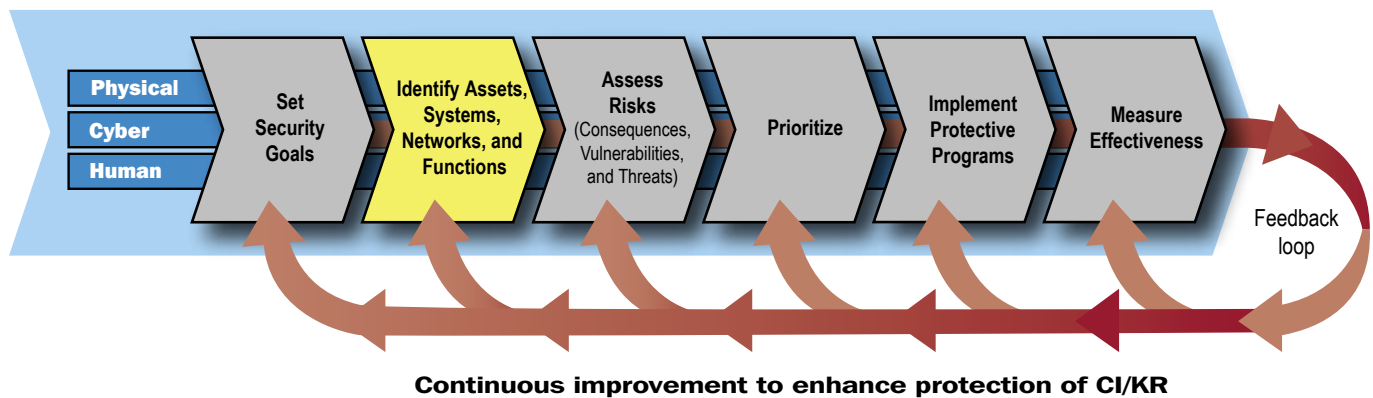 Physical
Cyber
Human
Set
Security
Goals
Identify Assets,
Systems,
Networks, and
Functions
Assess
Risks
(Consequences,
Vulnerabilities,
and Threats)
Prioritize
Implement
Protective
Programs
Measure
Effectiveness
Feedback
loop
Continuous improvement to enhance protection of CI/KR